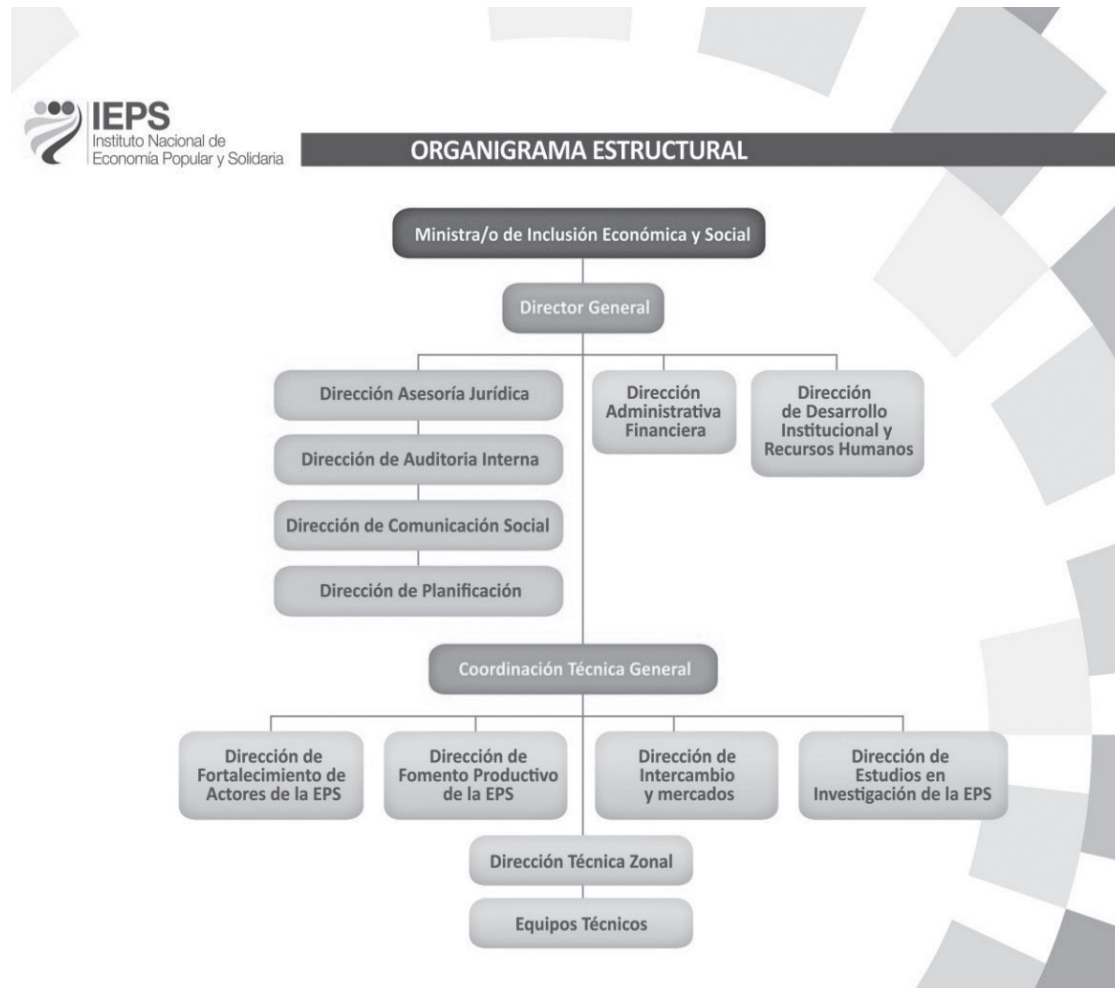 IEPS
Instituto Nacional de
Economía Popular y Solidaria
ORGANIGRAMA ESTRUCTURAL
Ministra/o de Inclusión Económica y Social
Director General
Dirección Asesoría Jurídica
Dirección
Administrativa
Financiera
Dirección
de Desarrollo
Institucional y
Recursos Humanos
Dirección de Auditoria Interna
Dirección de Comunicación Social
Dirección de Planificación
Coordinación Técnica General
Dirección de
Fortalecimiento de
Actores de la EPS
Dirección de
Fomento Productivo
de la EPS
Dirección de
Intercambio
y mercados
Dirección de
Estudios en
Investigación de la EPS
Dirección Técnica Zonal
Equipos Técnicos